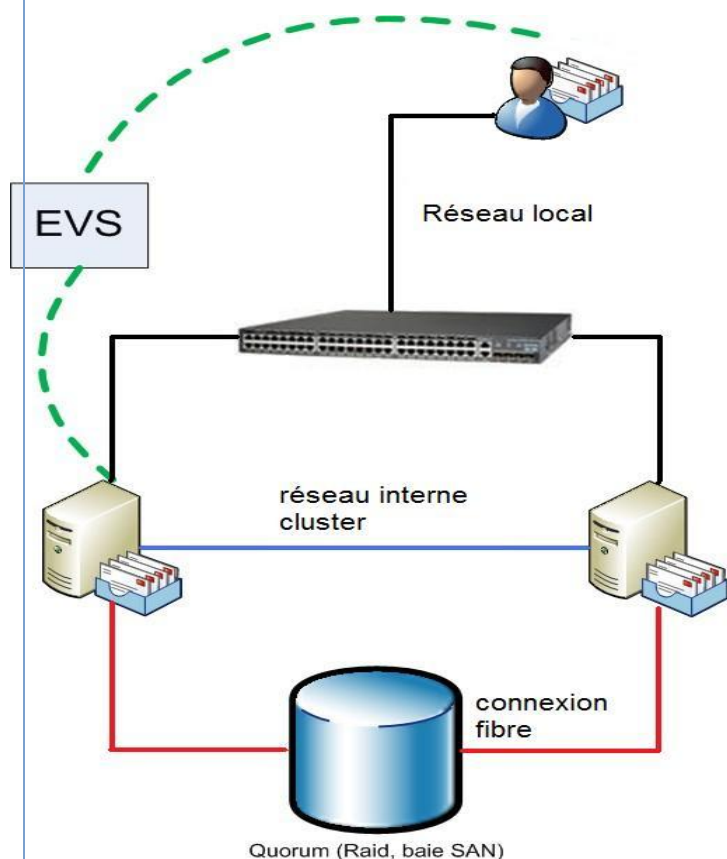 EVS
Réseau local
réseau interne
cluster
connexion
fibre
Quorum (Raid, baie SAN)